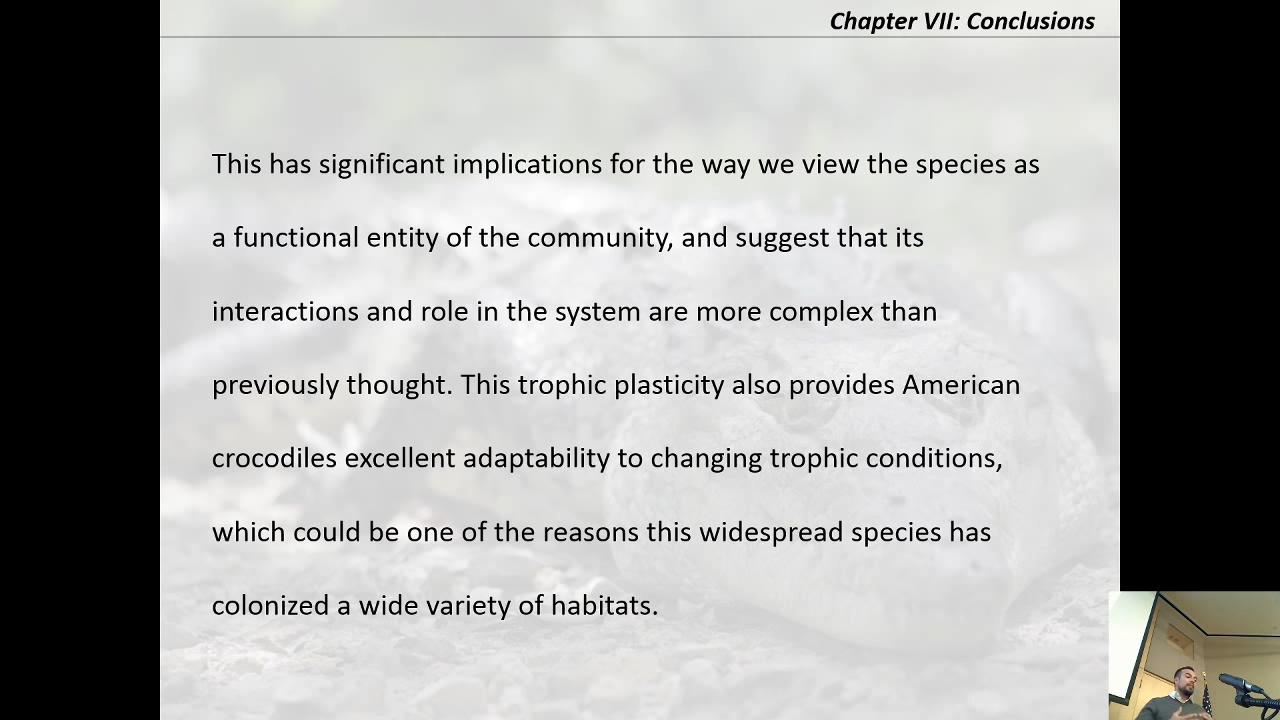 Chapter VII: Conclusions
This has significant implications for the way we view the species as
a functional entity of the community, and suggest that its
interactions and role in the system are more complex than
previously thought. This trophic plasticity also provides American
crocodiles excellent adaptability to changing trophic conditions,
which could be one of the reasons this widespread species has
colonized a wide variety of habitats.